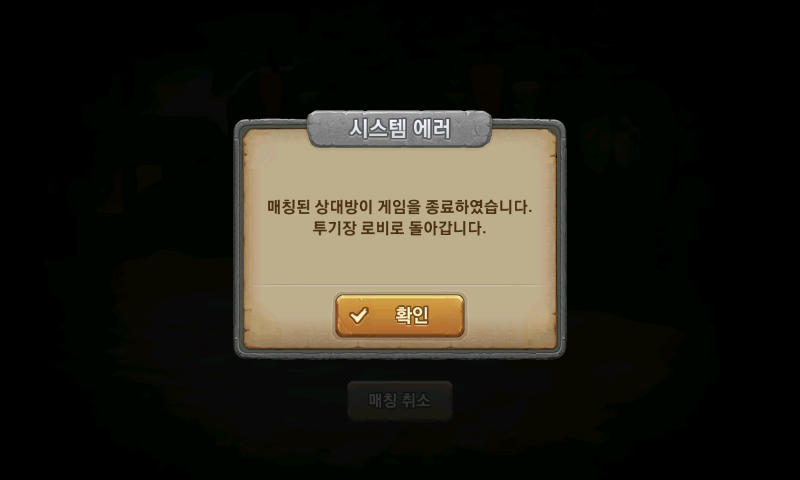 시스템 에러
매칭된 상대방이 게임을 종료하였습니다.
투기장 로비로 돌아갑니다.
확인
매칭 취소